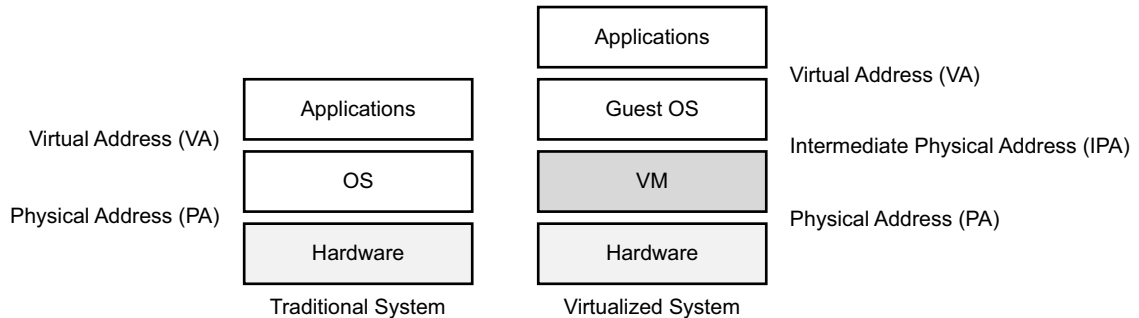 Applications
Virtual Address (VA)
Applications
Guest OS
Virtual Address (VA)
Intermediate Physical Address (IPA)
OS
VM
Physical Address (PA)
Physical Address (PA)
Hardware
Hardware
Traditional System
Virtualized System